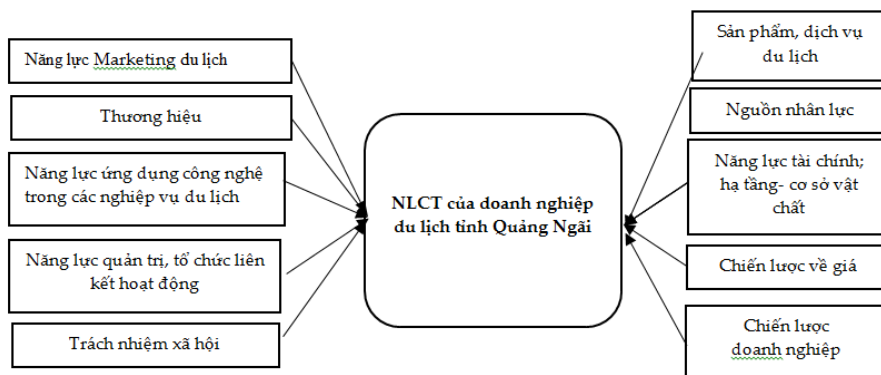 Năng lực Marketing du lịch
Thương hiệu
Năng lực ứng dụng công nghệ
trong các nghiệp vụ du lịch
Năng lực quản trị, tổ chức liên
kết hoạt động
Trách nhiệm xã hội
NLCT của doanh nghiệp
du lịch tỉnh Quảng Ngãi
Sản phẩm, dịch vụ
du lịch
Nguồn nhân lực
Năng lực tài chính;
hạ tầng- cơ sở vật
chất
Chiến lược về giá
Chiến lược
doanh nghiệp